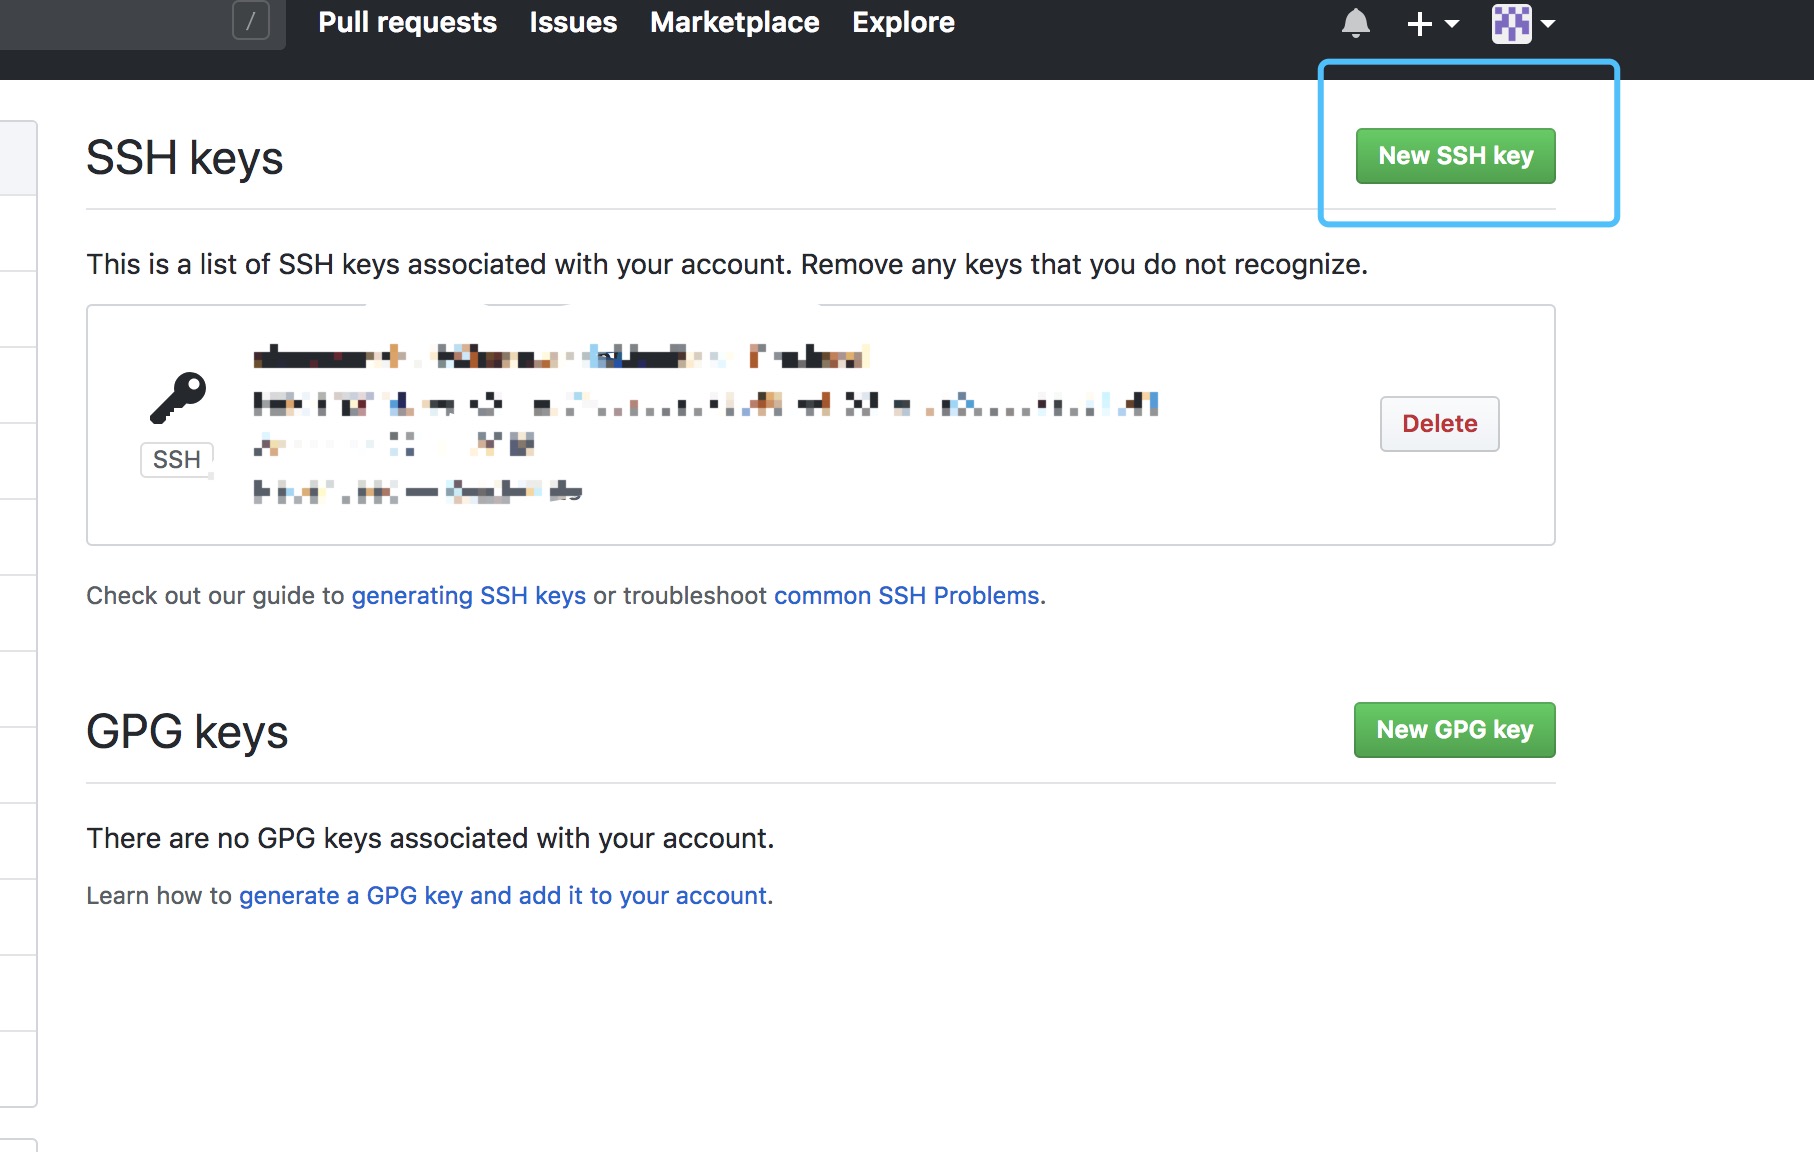 / Pull requests Issues Marketplace Explore
SSH keys New SSH key
This is a list of SSH keys associated with your account. Remove any keys that you do not recognize.
SSH Delete
Check out our guide to generating SSH keys or troubleshoot common SSH Problems.
GPG keys New GPG key
There are no GPG keys associated with your account.
Learn how to generate a GPG key and add it to your account.